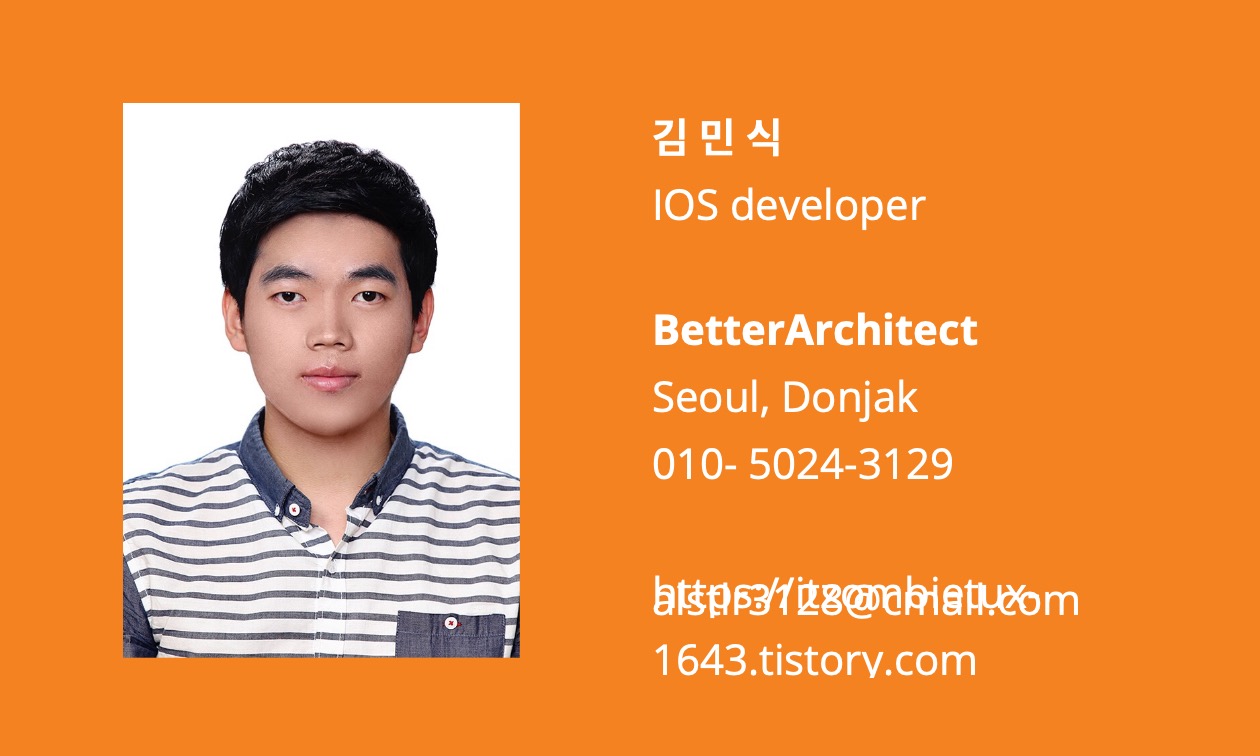 김 민 식
IOS developer
BetterArchitect
Seoul, Donjak
010- 5024-3129
1643.tistory.com